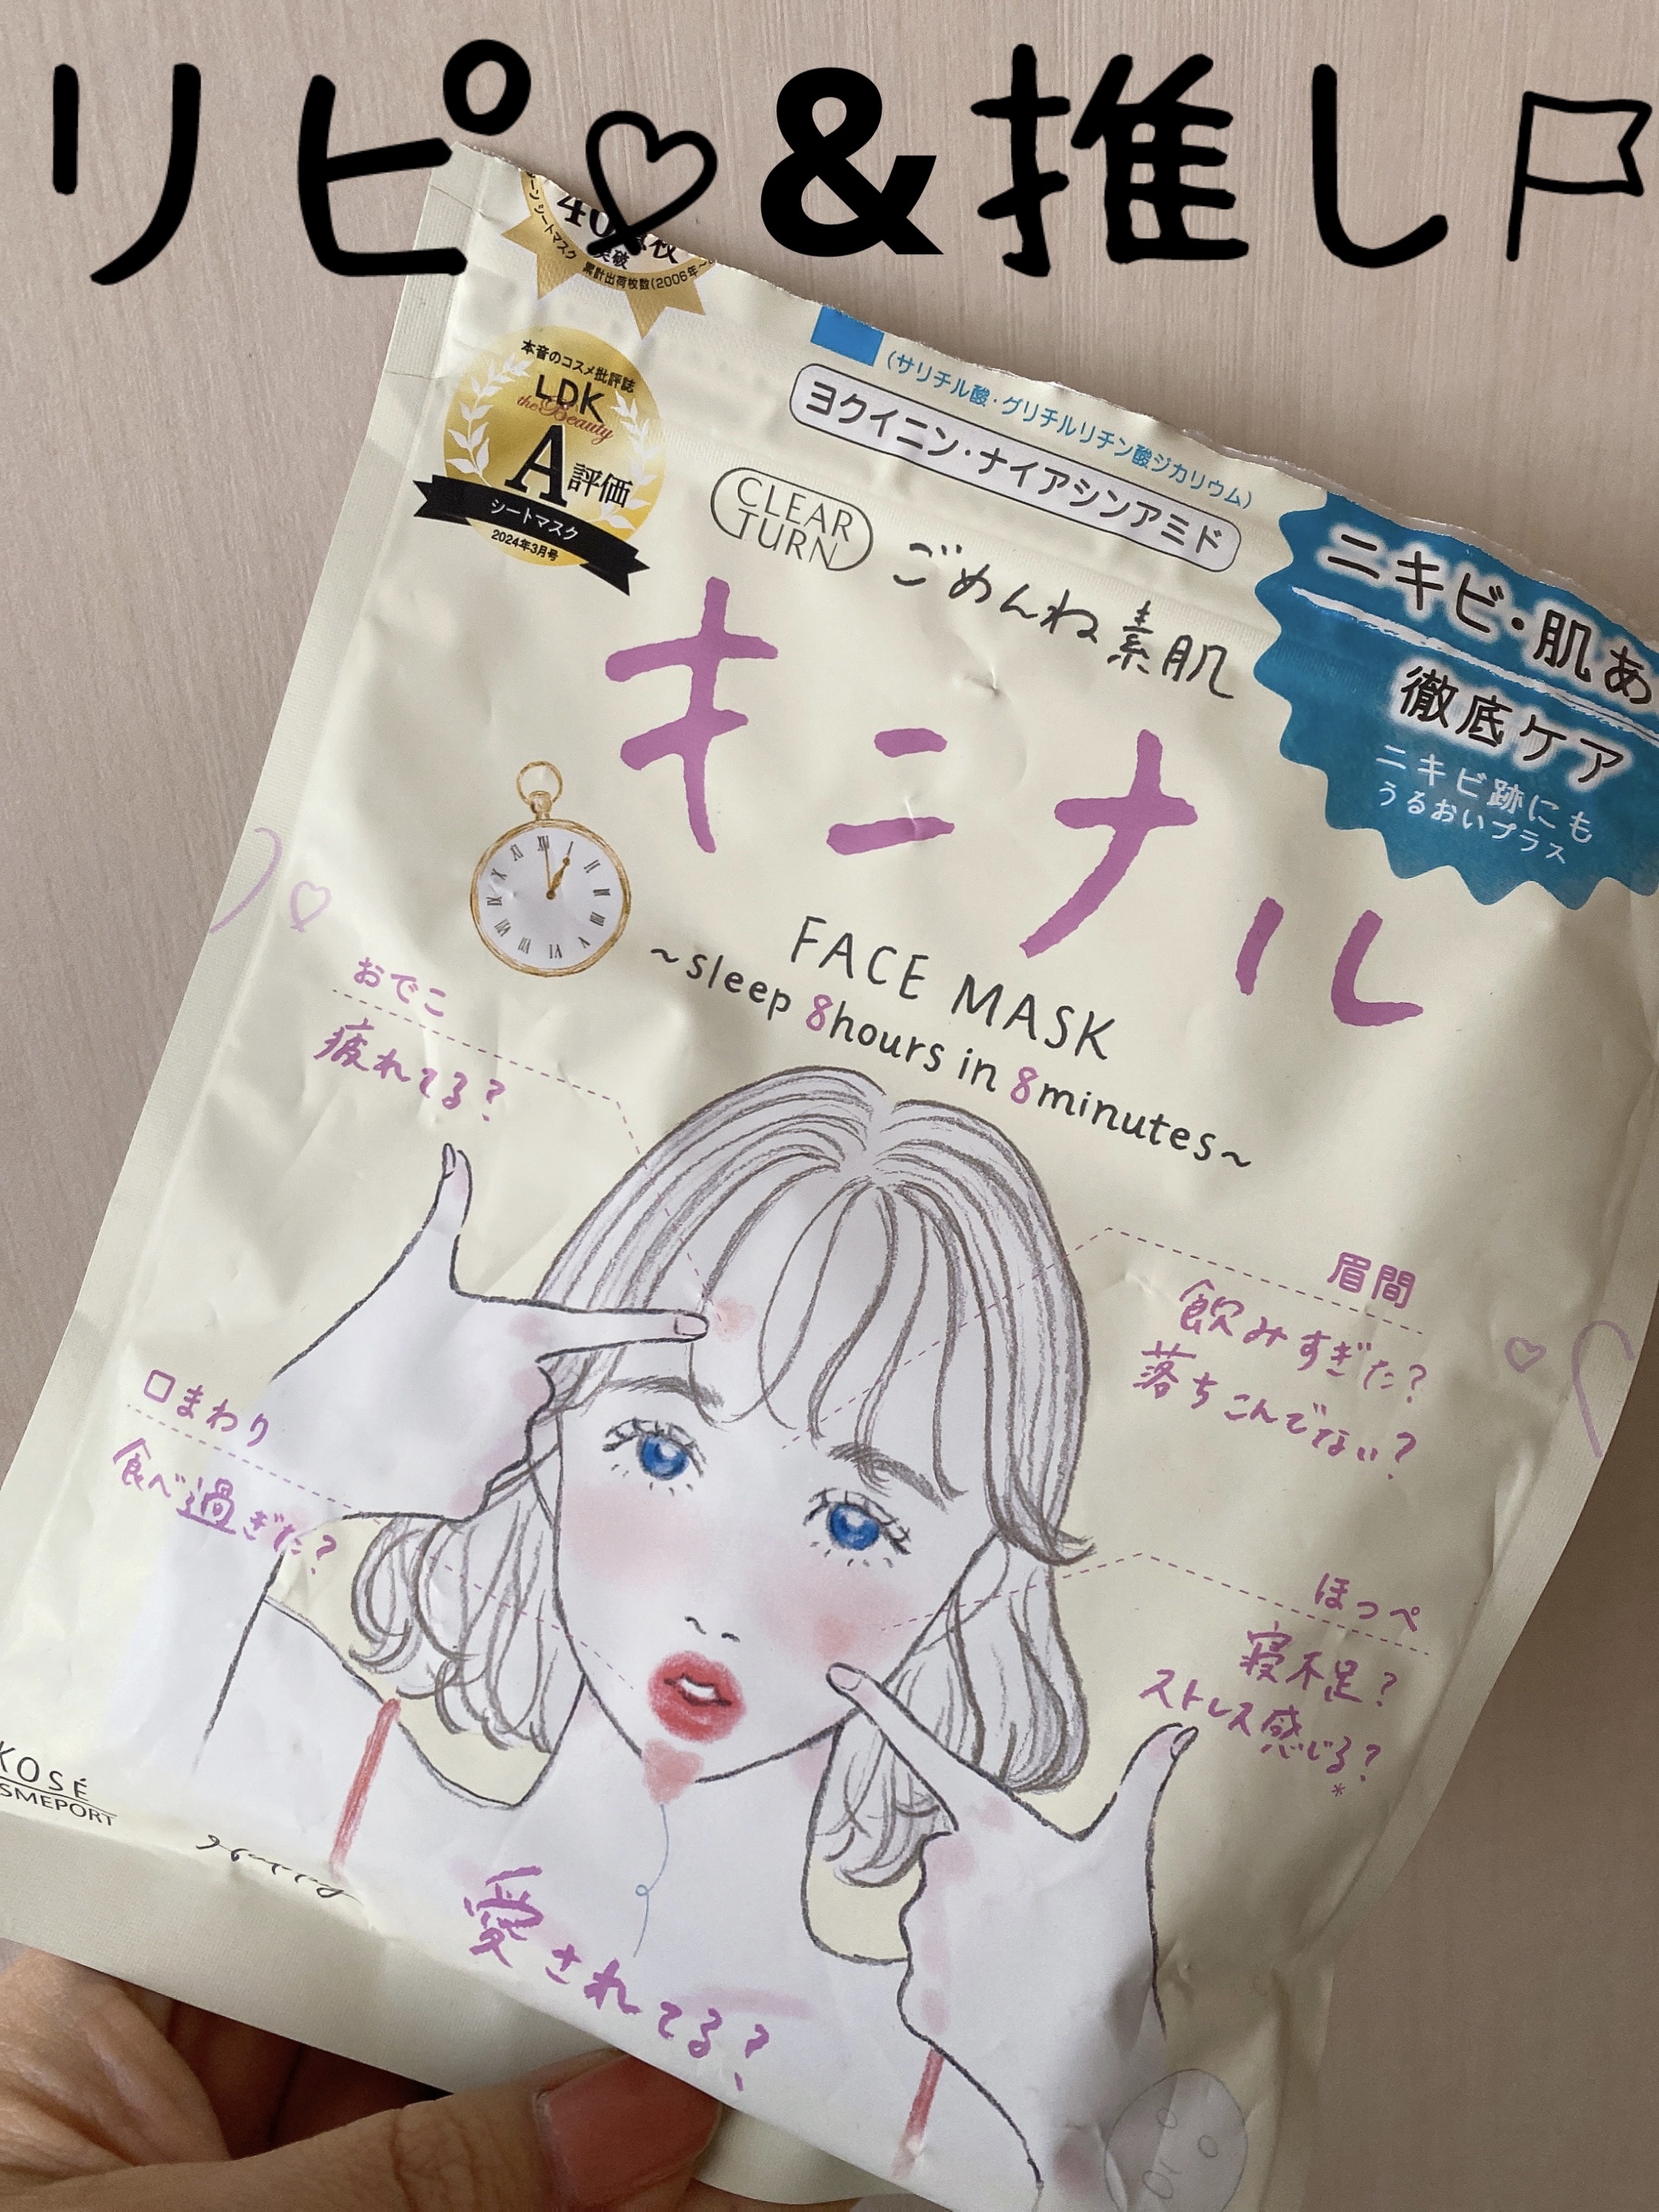 リピ♡&推し
シートマスク
累計出荷枚数(2006年~
本音のコスメ批評誌
LDK
the Beauty
A評価
シートマスク
2024年3月号
(サリチル酸・グリチルリチン酸ジカリウム)
ヨクイニン・ナイアシンアミド
CLEAR
TURN
ごめんね素肌
キニナル
FACE MASK
~sleep 8hours in 8minutes~
ニキビ・肌あ
徹底ケア
ニキビ跡にも
うるおいプラス
おでこ
疲れてる?
眉間
飲みすぎた?
落ちこんでない?
口まわり
食べ過ぎた?
ほっぺ
寝不足?
ストレス感じる?
*
KOSÉ
SMEPORT
愛されてる?